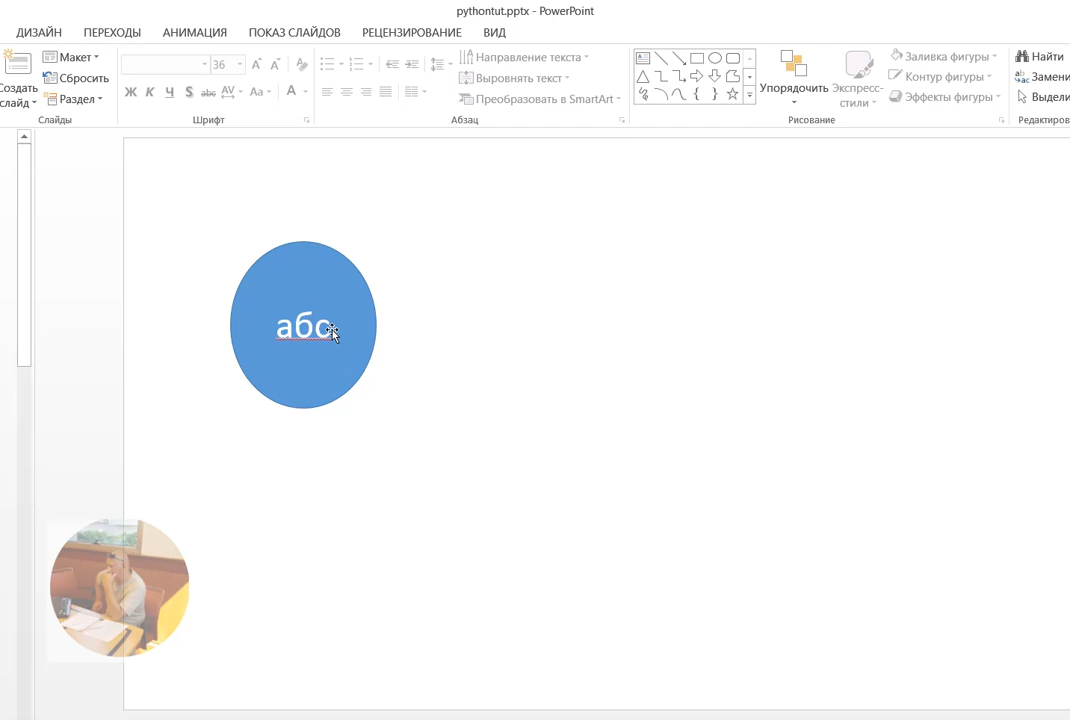 pythontut.pptx - PowerPoint
ДИЗАЙН ПЕРЕХОДЫ АНИМАЦИЯ ПОКАЗ СЛАЙДОВ РЕЦЕНЗИРОВАНИЕ ВИД
Создать
слайд
Макет
Сбросить
Раздел
Слайды
36
Ж К Ч S abc AV Aa A
Шрифт
Направление текста
Выровнять текст
Преобразовать в SmartArt
Абзац
Упорядочить
Экспресс-
стили
Заливка фигуры
Контур фигуры
Эффекты фигуры
Рисование
Найти
Замени
Выдели
Редактиров
абс